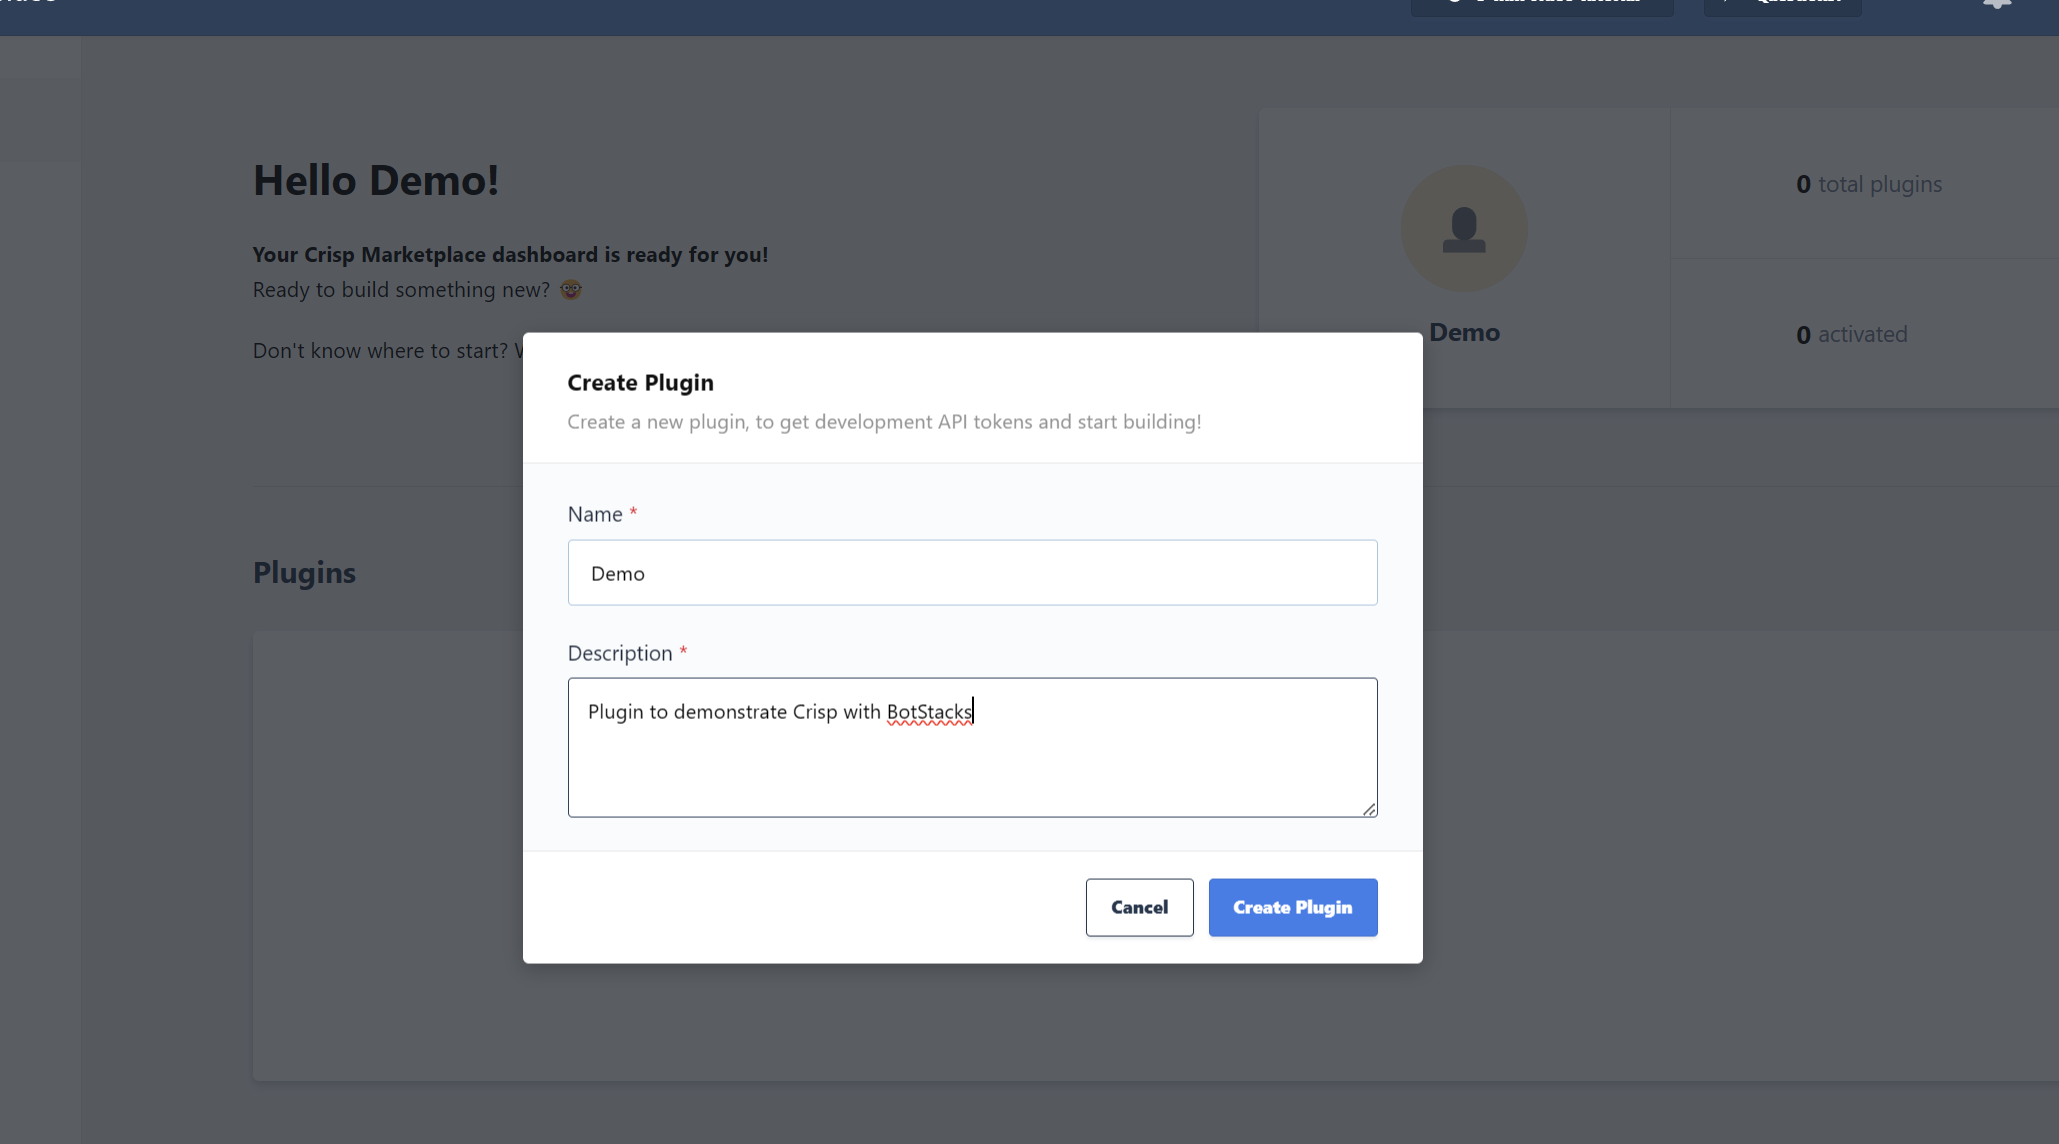 Hello Demo!
Your Crisp Marketplace dashboard is ready for you!
Ready to build something new? 🤓
Don't know where to start?
Demo
0 total plugins
0 activated
Create Plugin
Create a new plugin, to get development API tokens and start building!
Name *
Demo
Description *
Plugin to demonstrate Crisp with BotStacks
Cancel
Create Plugin
Plugins